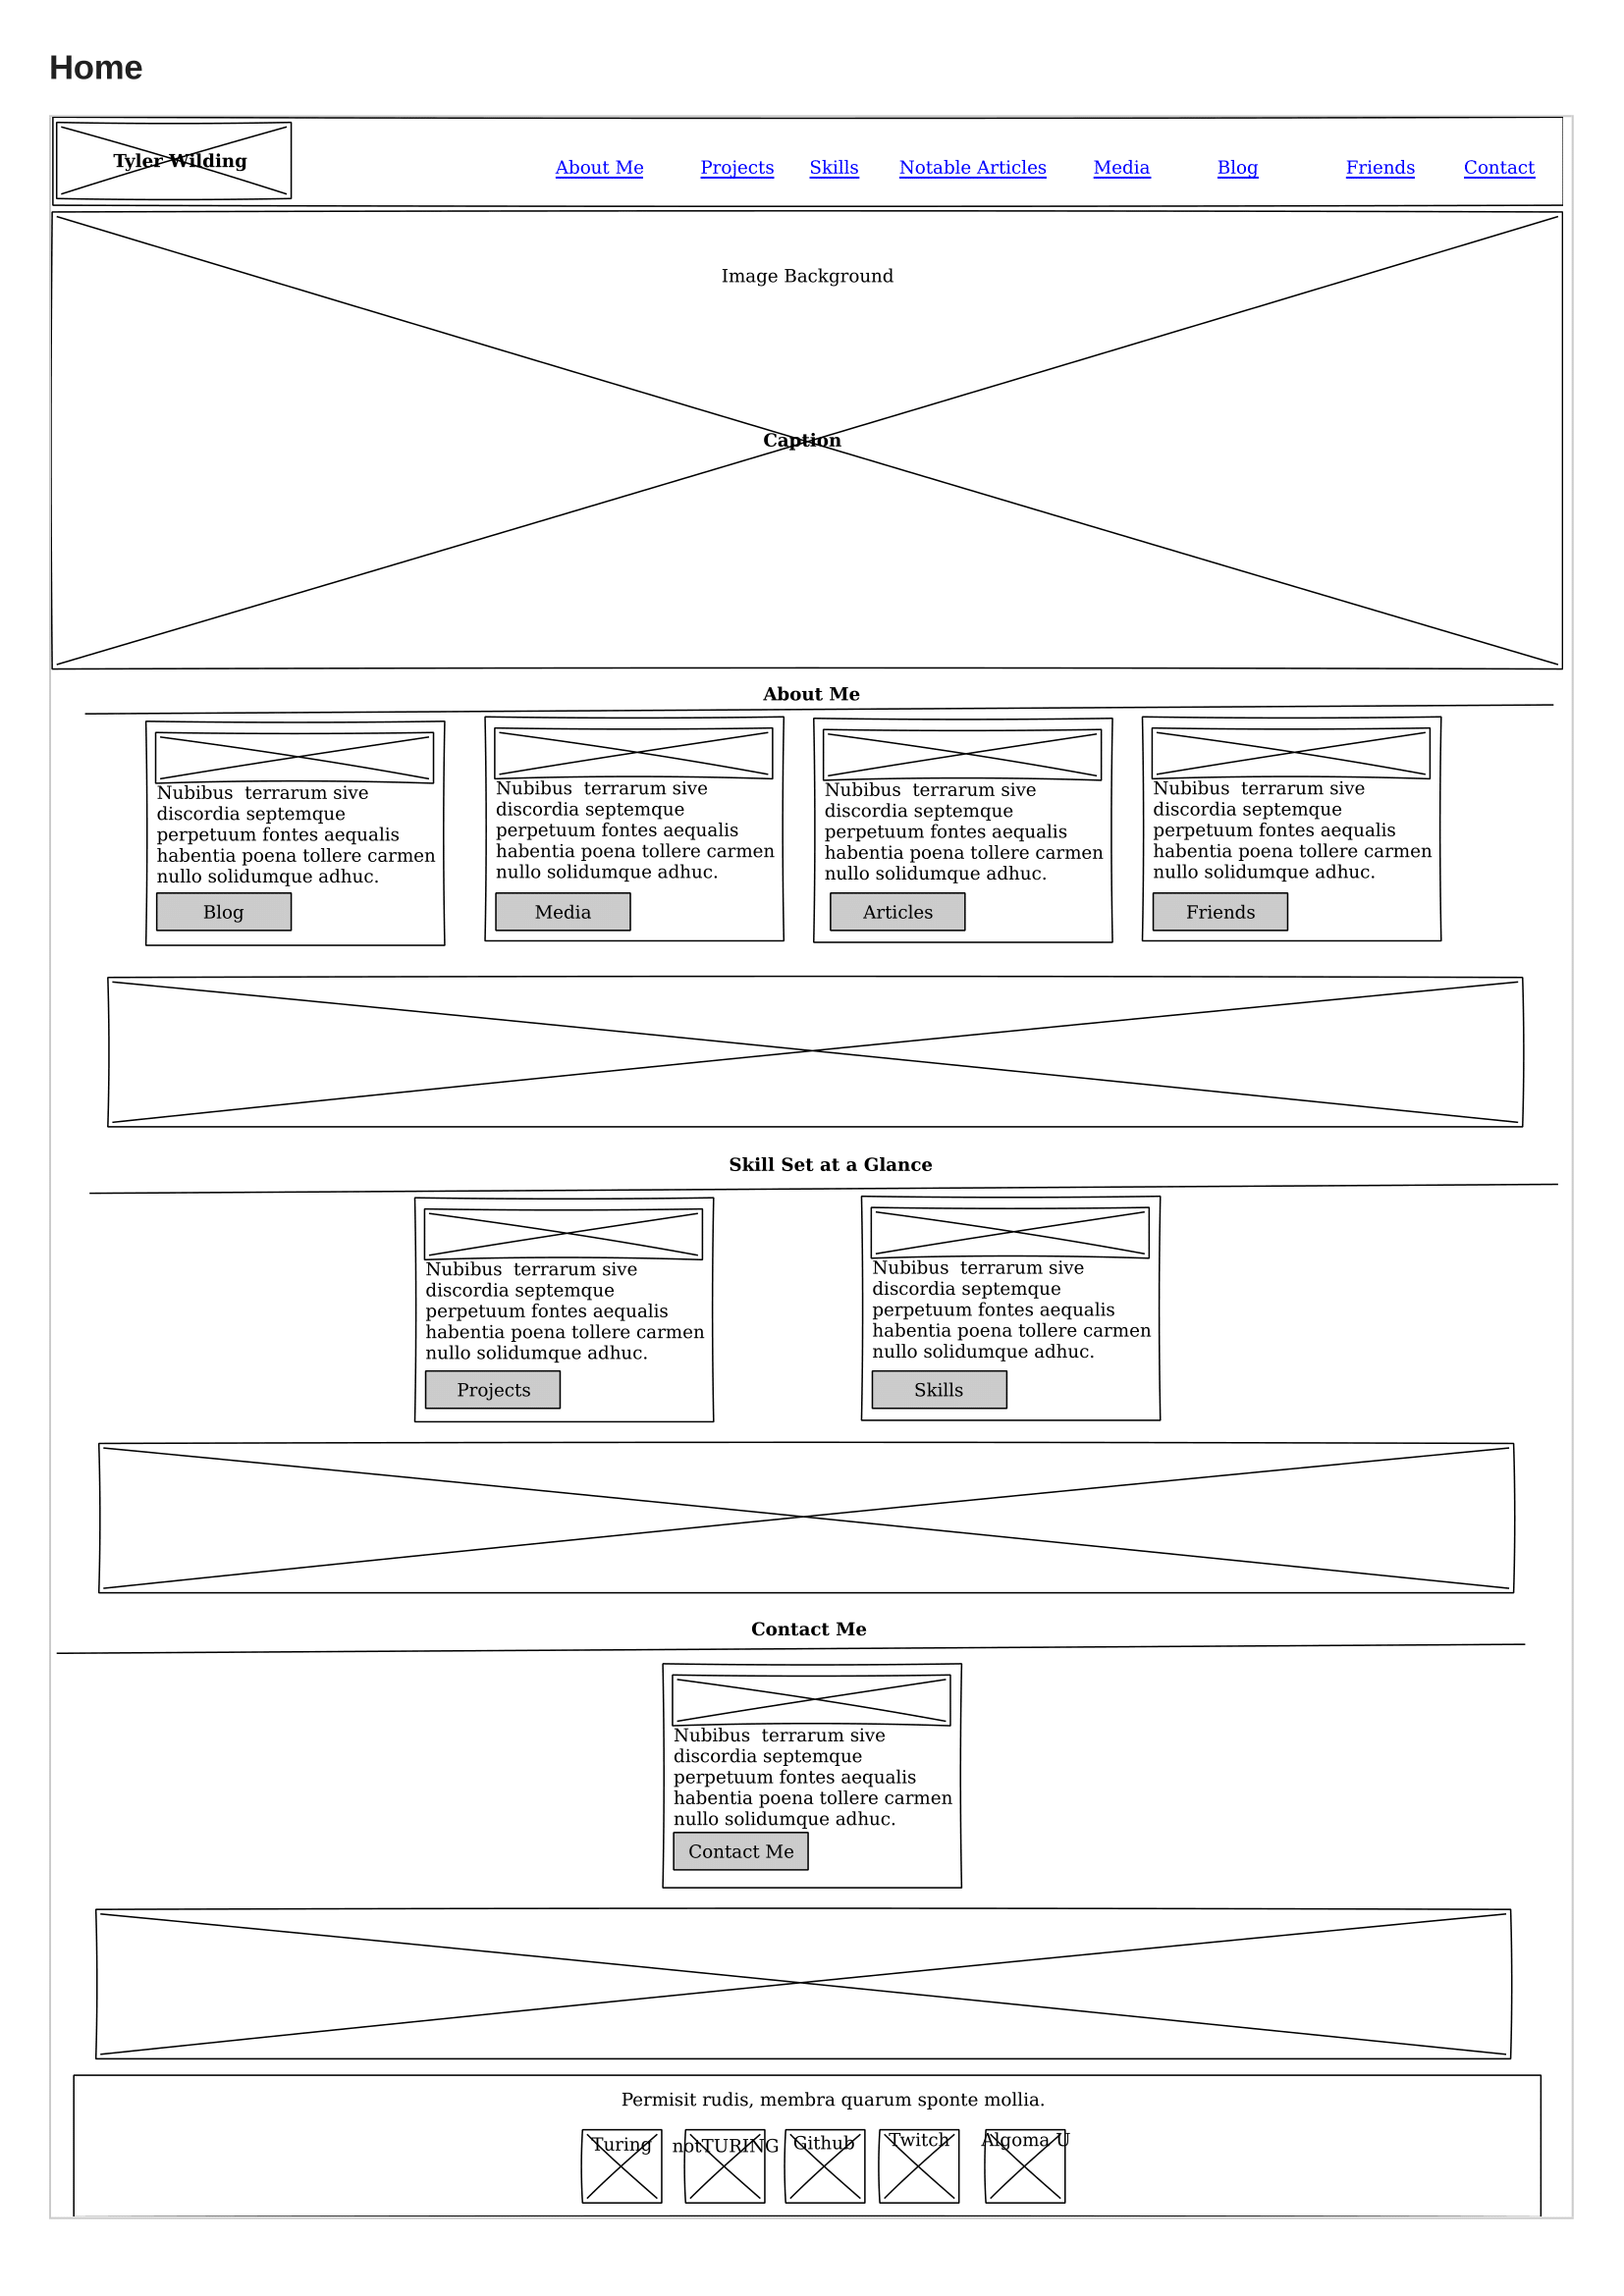 Home
Tyler Wilding
About Me Projects Skills Notable Articles Media Blog Friends Contact
Image Background
Caption
About Me
Nubibus terrarum sive
discordia septemque
perpetuum fontes aequalis
habentia poena tollere carmen
nullo solidumque adhuc.
Blog
Nubibus terrarum sive
discordia septemque
perpetuum fontes aequalis
habentia poena tollere carmen
nullo solidumque adhuc.
Media
Nubibus terrarum sive
discordia septemque
perpetuum fontes aequalis
habentia poena tollere carmen
nullo solidumque adhuc.
Articles
Nubibus terrarum sive
discordia septemque
perpetuum fontes aequalis
habentia poena tollere carmen
nullo solidumque adhuc.
Friends
Skill Set at a Glance
Nubibus terrarum sive
discordia septemque
perpetuum fontes aequalis
habentia poena tollere carmen
nullo solidumque adhuc.
Projects
Nubibus terrarum sive
discordia septemque
perpetuum fontes aequalis
habentia poena tollere carmen
nullo solidumque adhuc.
Skills
Contact Me
Nubibus terrarum sive
discordia septemque
perpetuum fontes aequalis
habentia poena tollere carmen
nullo solidumque adhuc.
Contact Me
Permisit rudis, membra quarum sponte mollia.
Turing notTURING Github Twitch Algoma U